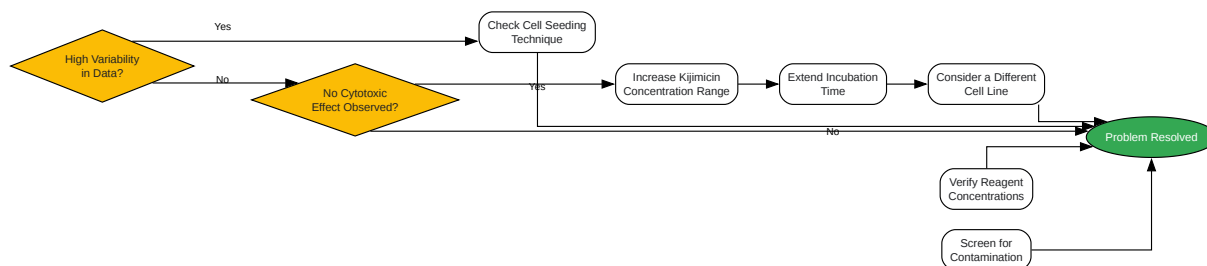 Yes
Check Cell Seeding
Technique
High Variability
in Data?
No
No Cytotoxic
Effect Observed?
Yes
Increase Kijimicin
Concentration Range
Extend Incubation
Time
Consider a Different
Cell Line
No
Problem Resolved
Verify Reagent
Concentrations
Screen for
Contamination